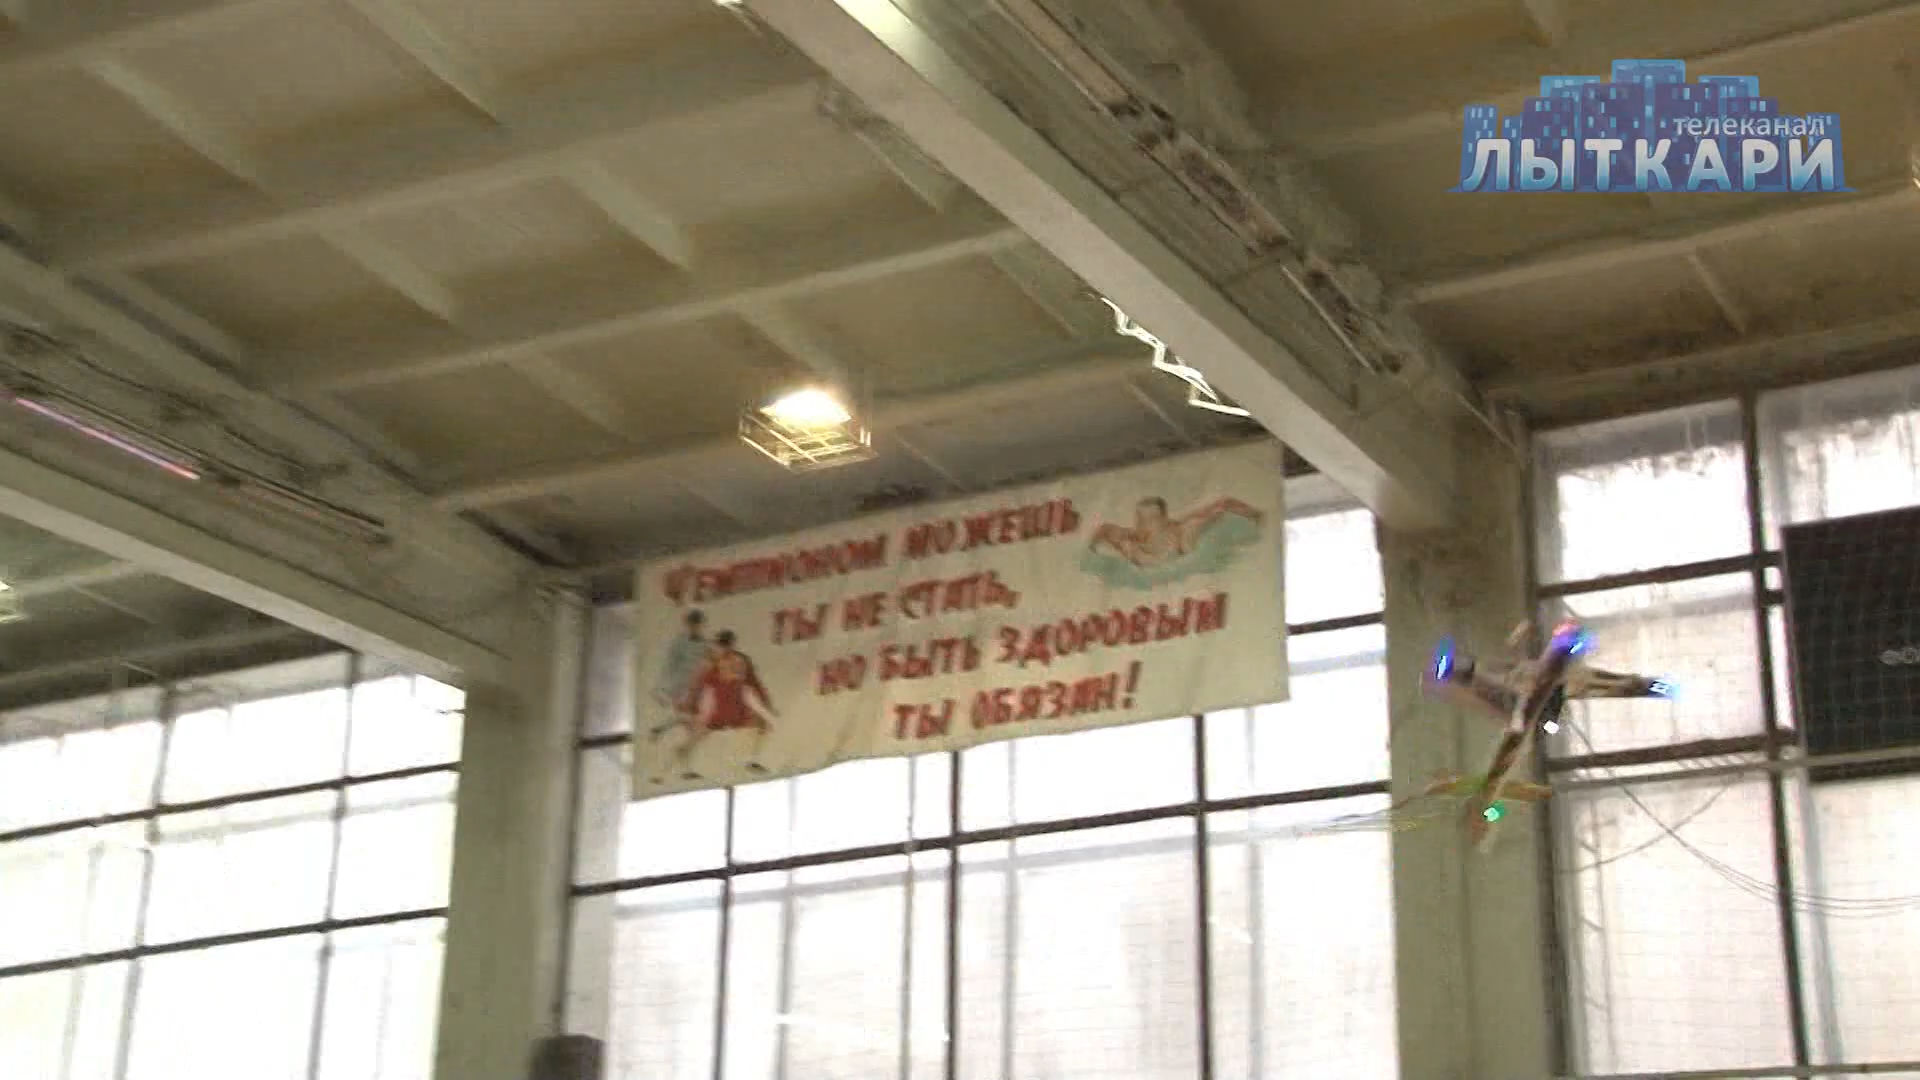 телеканал
ЛЫТКАРИ
Чемпионом можешь
ты не стать,
но быть здоровым
ты обязан!